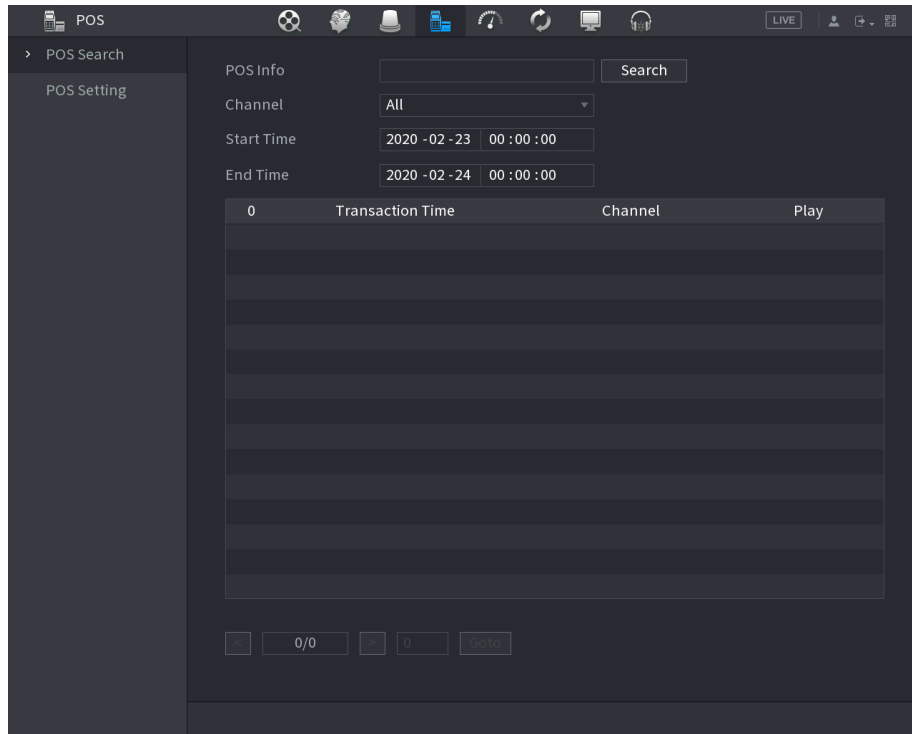 POS LIVE
> POS Search
POS Setting
POS Info Search
Channel All
Start Time 2020 -02 -23 00 : 00 : 00
End Time 2020 -02 -24 00 : 00 : 00
0 Transaction Time Channel Play
< 0/0 > 0 Goto